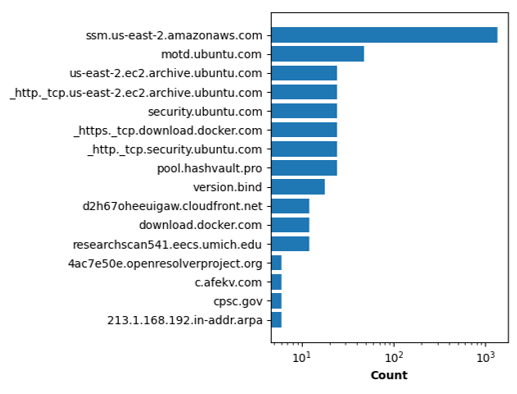 ssm.us-east-2.amazonaws.com
motd.ubuntu.com
us-east-2.ec2.archive.ubuntu.com
_http._tcp.us-east-2.ec2.archive.ubuntu.com
security.ubuntu.com
_https._tcp.download.docker.com
_http._tcp.security.ubuntu.com
pool.hashvault.pro
version.bind
d2h67oheeuigaw.cloudfront.net
download.docker.com
researchscan541.eecs.umich.edu
4ac7e50e.openresolverproject.org
c.afekv.com
cpsc.gov
213.1.168.192.in-addr.arpa
10¹ 10² 10³
Count